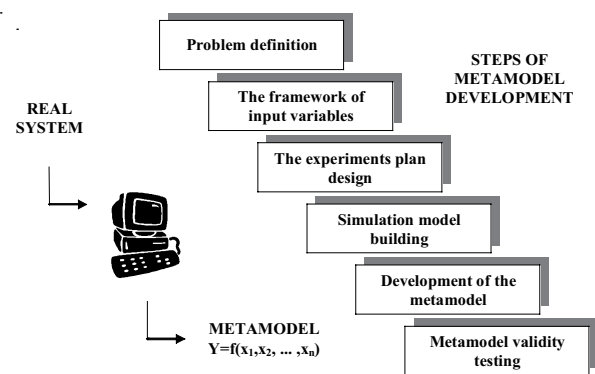 Problem definition
STEPS OF
METAMODEL
DEVELOPMENT
The framework of
input variables
REAL
SYSTEM
The experiments plan
design
Simulation model
building
Development of the
metamodel
METAMODEL
Y=f(x₁,x₂, ... ,xₙ)
Metamodel validity
testing